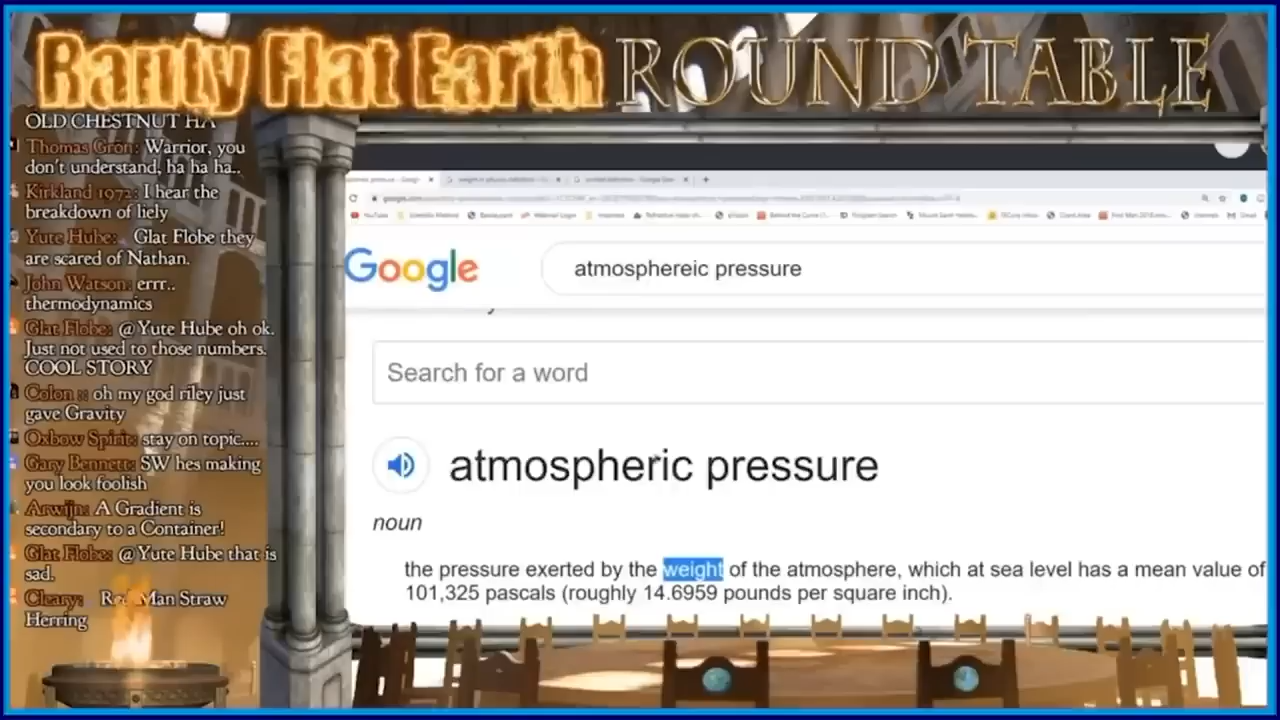 Ranty Flat Earth ROUND TABLE
OLD CHESTNUT HA
Thomas Grön: Warrior, you
don't understand, ha ha ha..
Kirkland 1972: I hear the
breakdown of liely
Yute Hube: Glat Flobe they
are scared of Nathan.
John Watson: errr..
thermodynamics
Glat Flobe: @Yute Hube oh ok.
Just not used to those numbers.
COOL STORY
Colon :: oh my god riley just
gave Gravity
Oxbow Spirit: stay on topic....
Gary Bennett: SW hes making
you look foolish
Arwijn: A Gradient is
secondary to a Container!
Glat Flobe: @Yute Hube that is
sad.
Cleary: Red Man Straw
Herring
YouTube
Google
atmosphereic pressure
Search for a word
atmospheric pressure
noun
the pressure exerted by the weight of the atmosphere, which at sea level has a mean value of
101,325 pascals (roughly 14.6959 pounds per square inch).